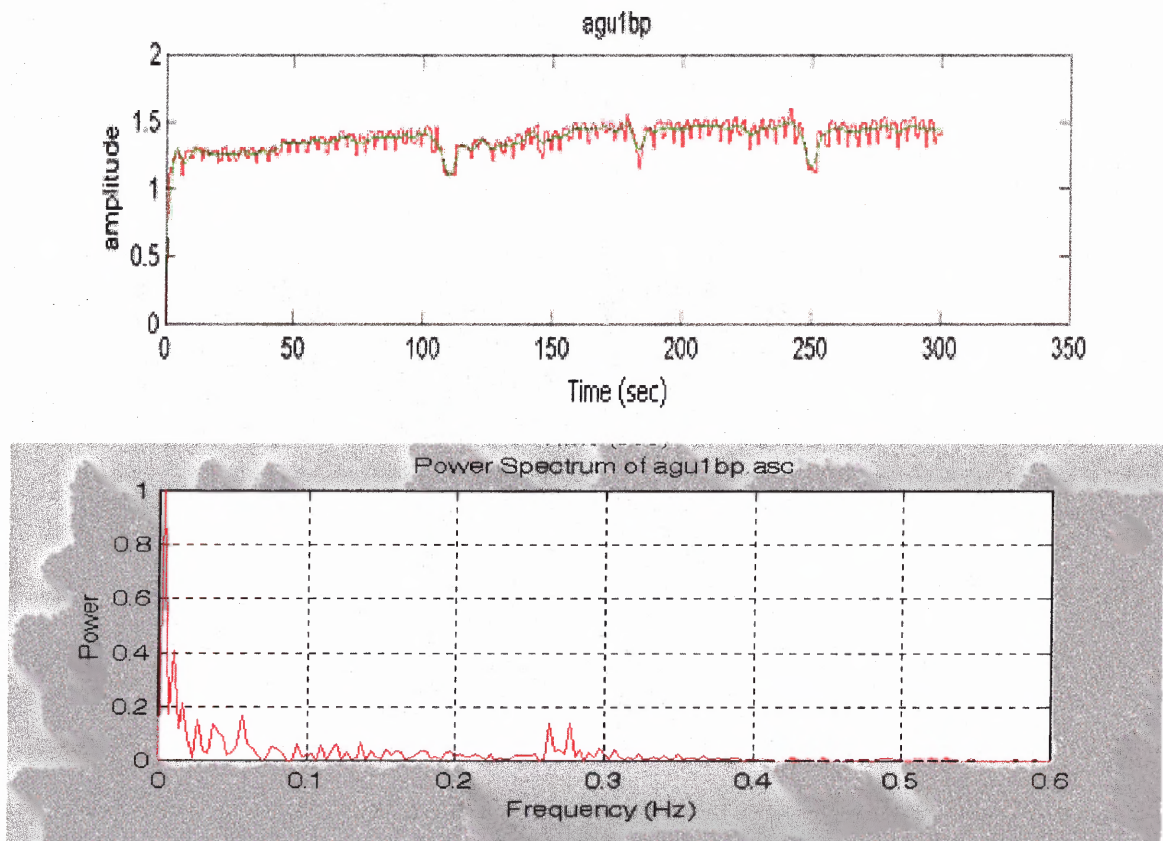 agu1bp
2
1.5
1
0.5
0
amplitude
0 50 100 150 200 250 300 350
Time (sec)
Power Spectrum of agu1bp.asc
1
0.8
0.6
0.4
0.2
0
Power
0 0.1 0.2 0.3 0.4 0.5 0.6
Frequency (Hz)